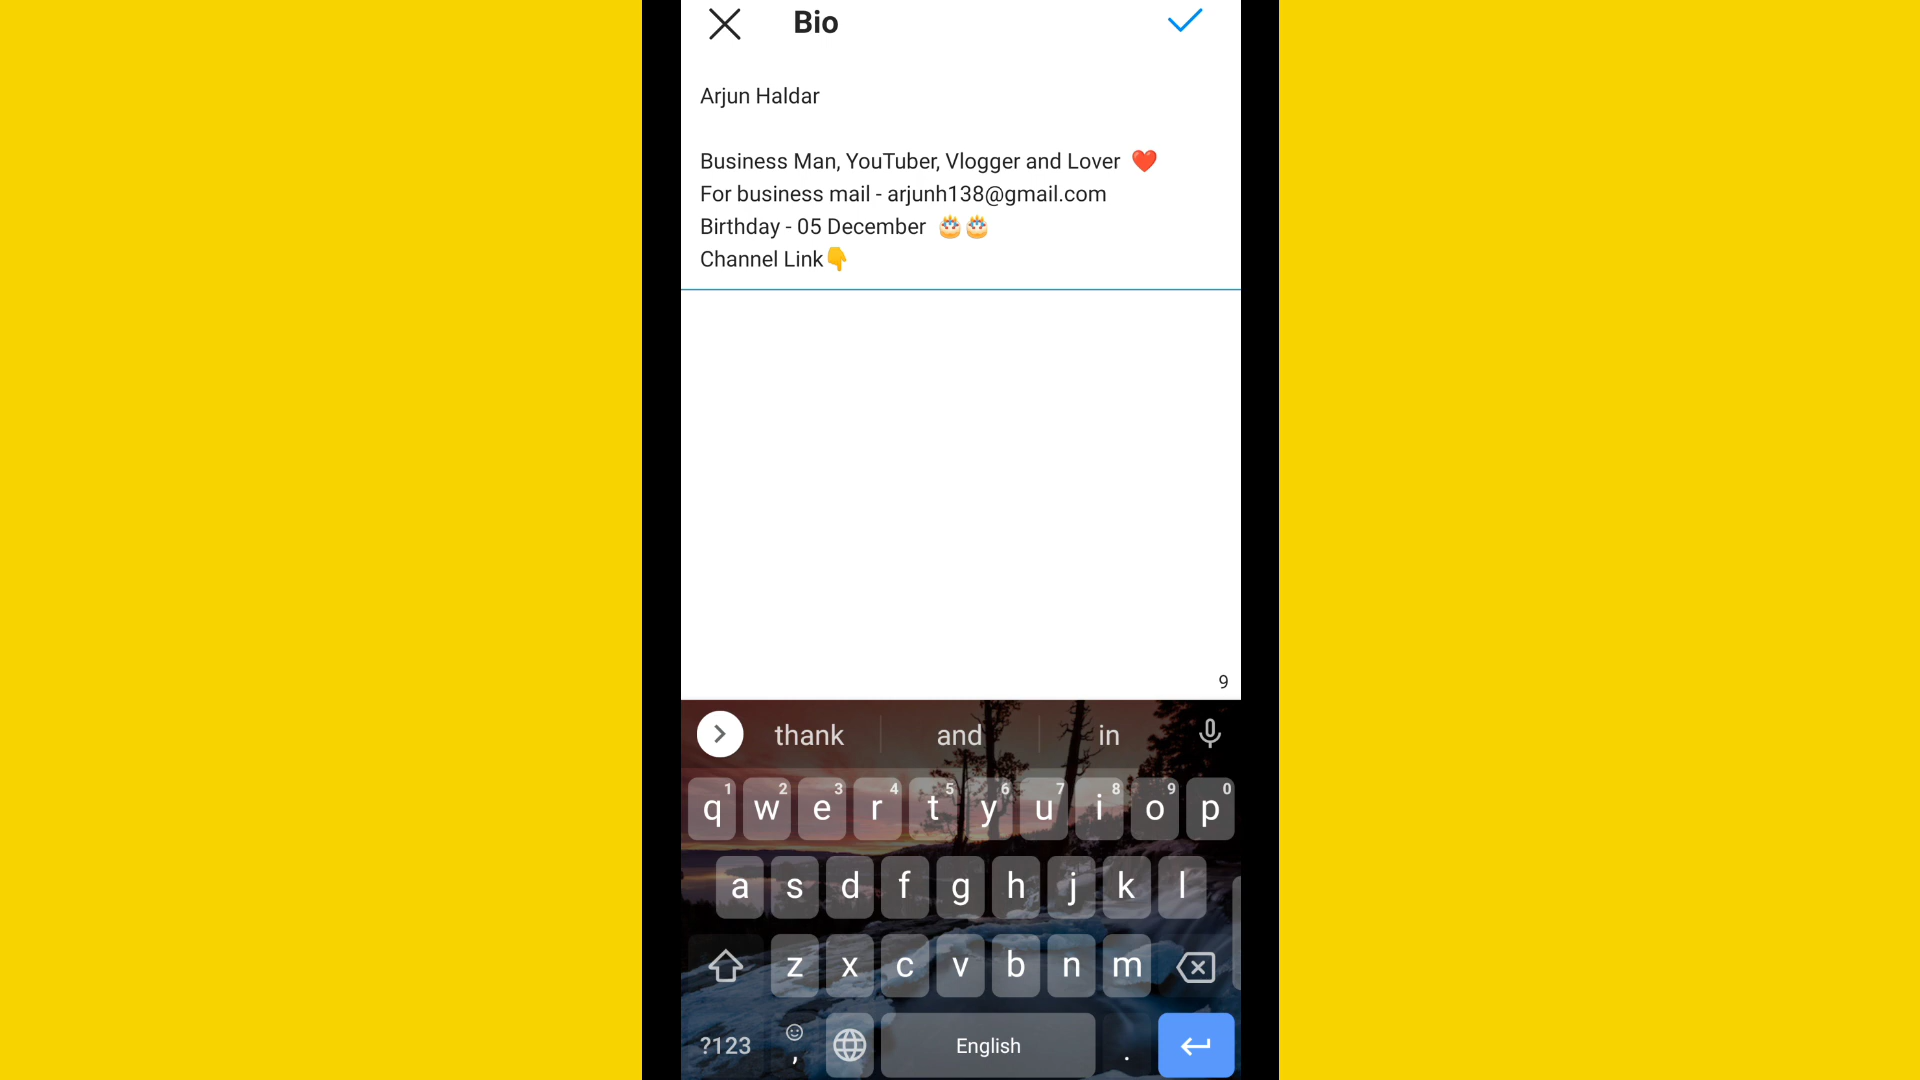 Bio
Arjun Haldar
Business Man, YouTuber, Vlogger and Lover ❤️
For business mail - arjunh138@gmail.com
Birthday - 05 December 🎂🎂
Channel Link👇
9
thank and in
1 2 3 4 5 6 7 8 9 0
q w e r t y u i o p
a s d f g h j k l
z x c v b n m
?123 , English .